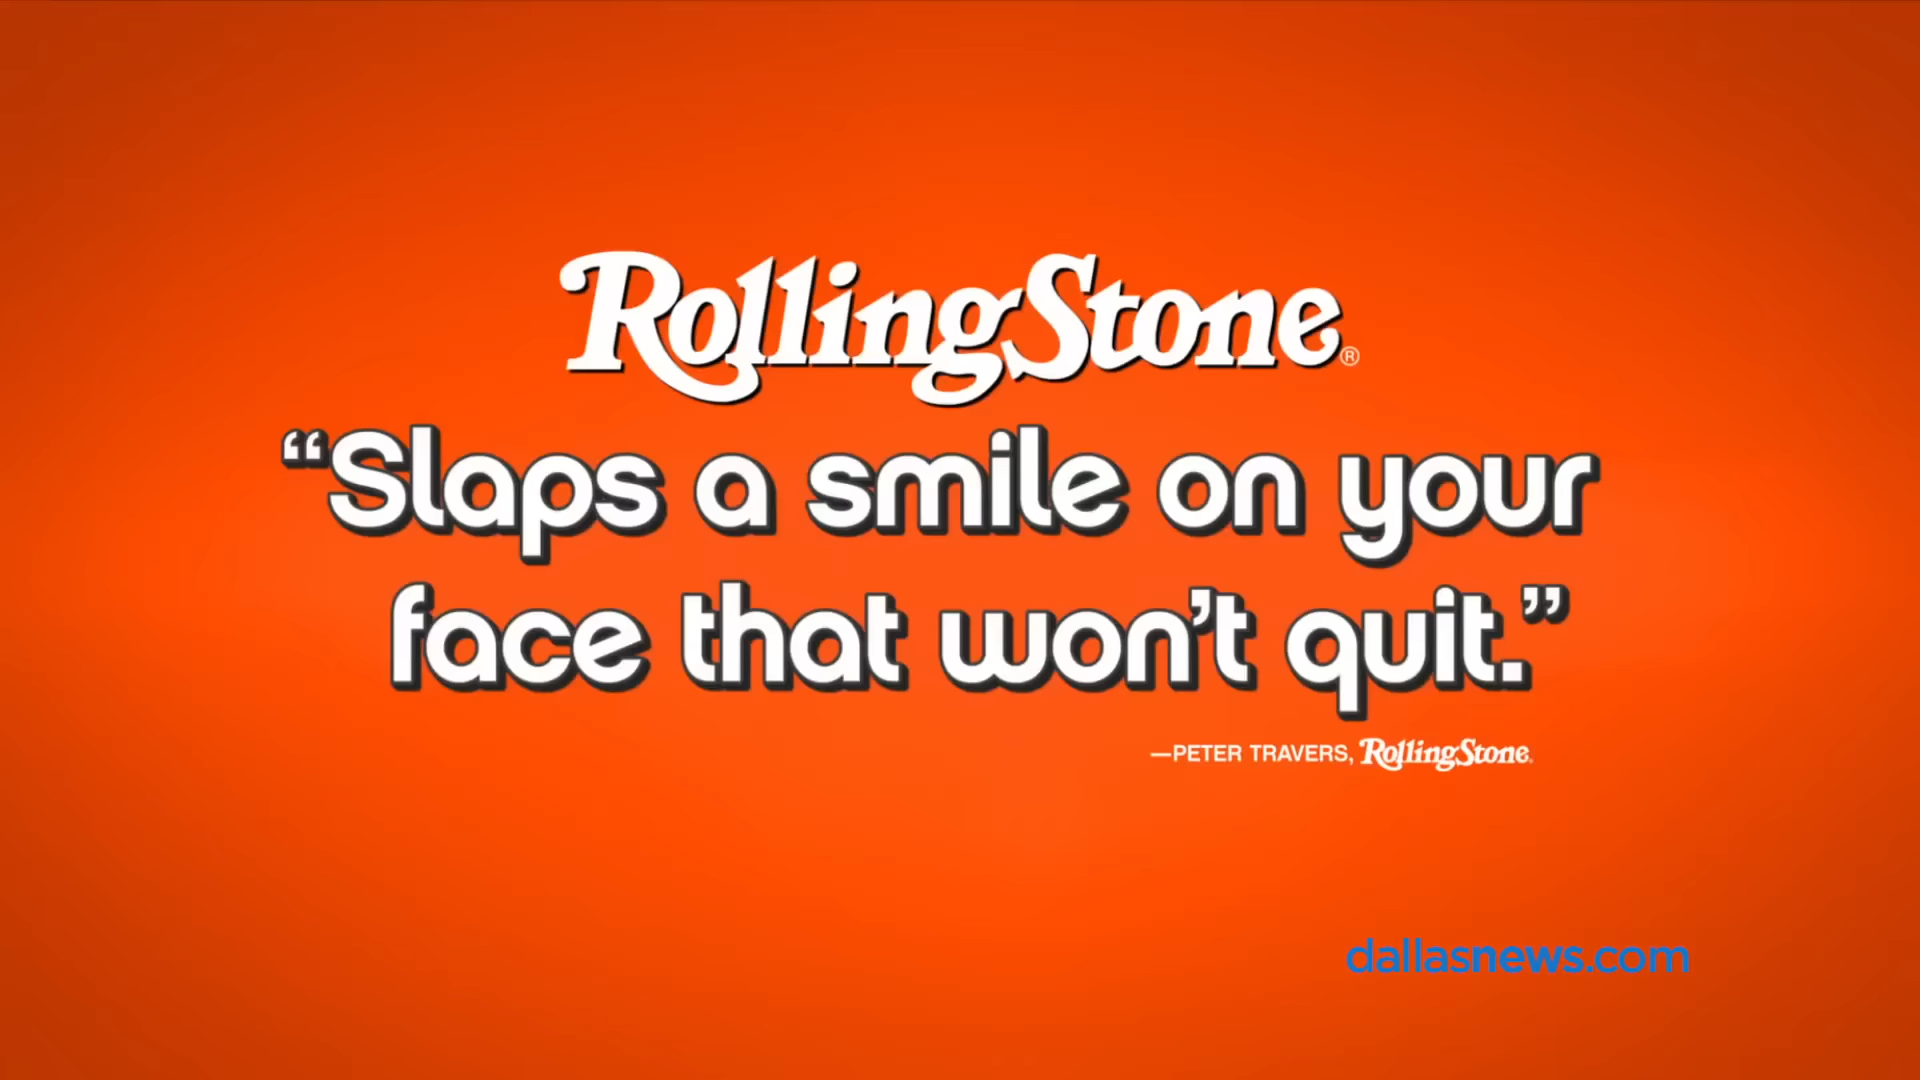 RollingStone®
“Slaps a smile on your
face that won’t quit.”
—PETER TRAVERS, RollingStone.
dallasnews.com